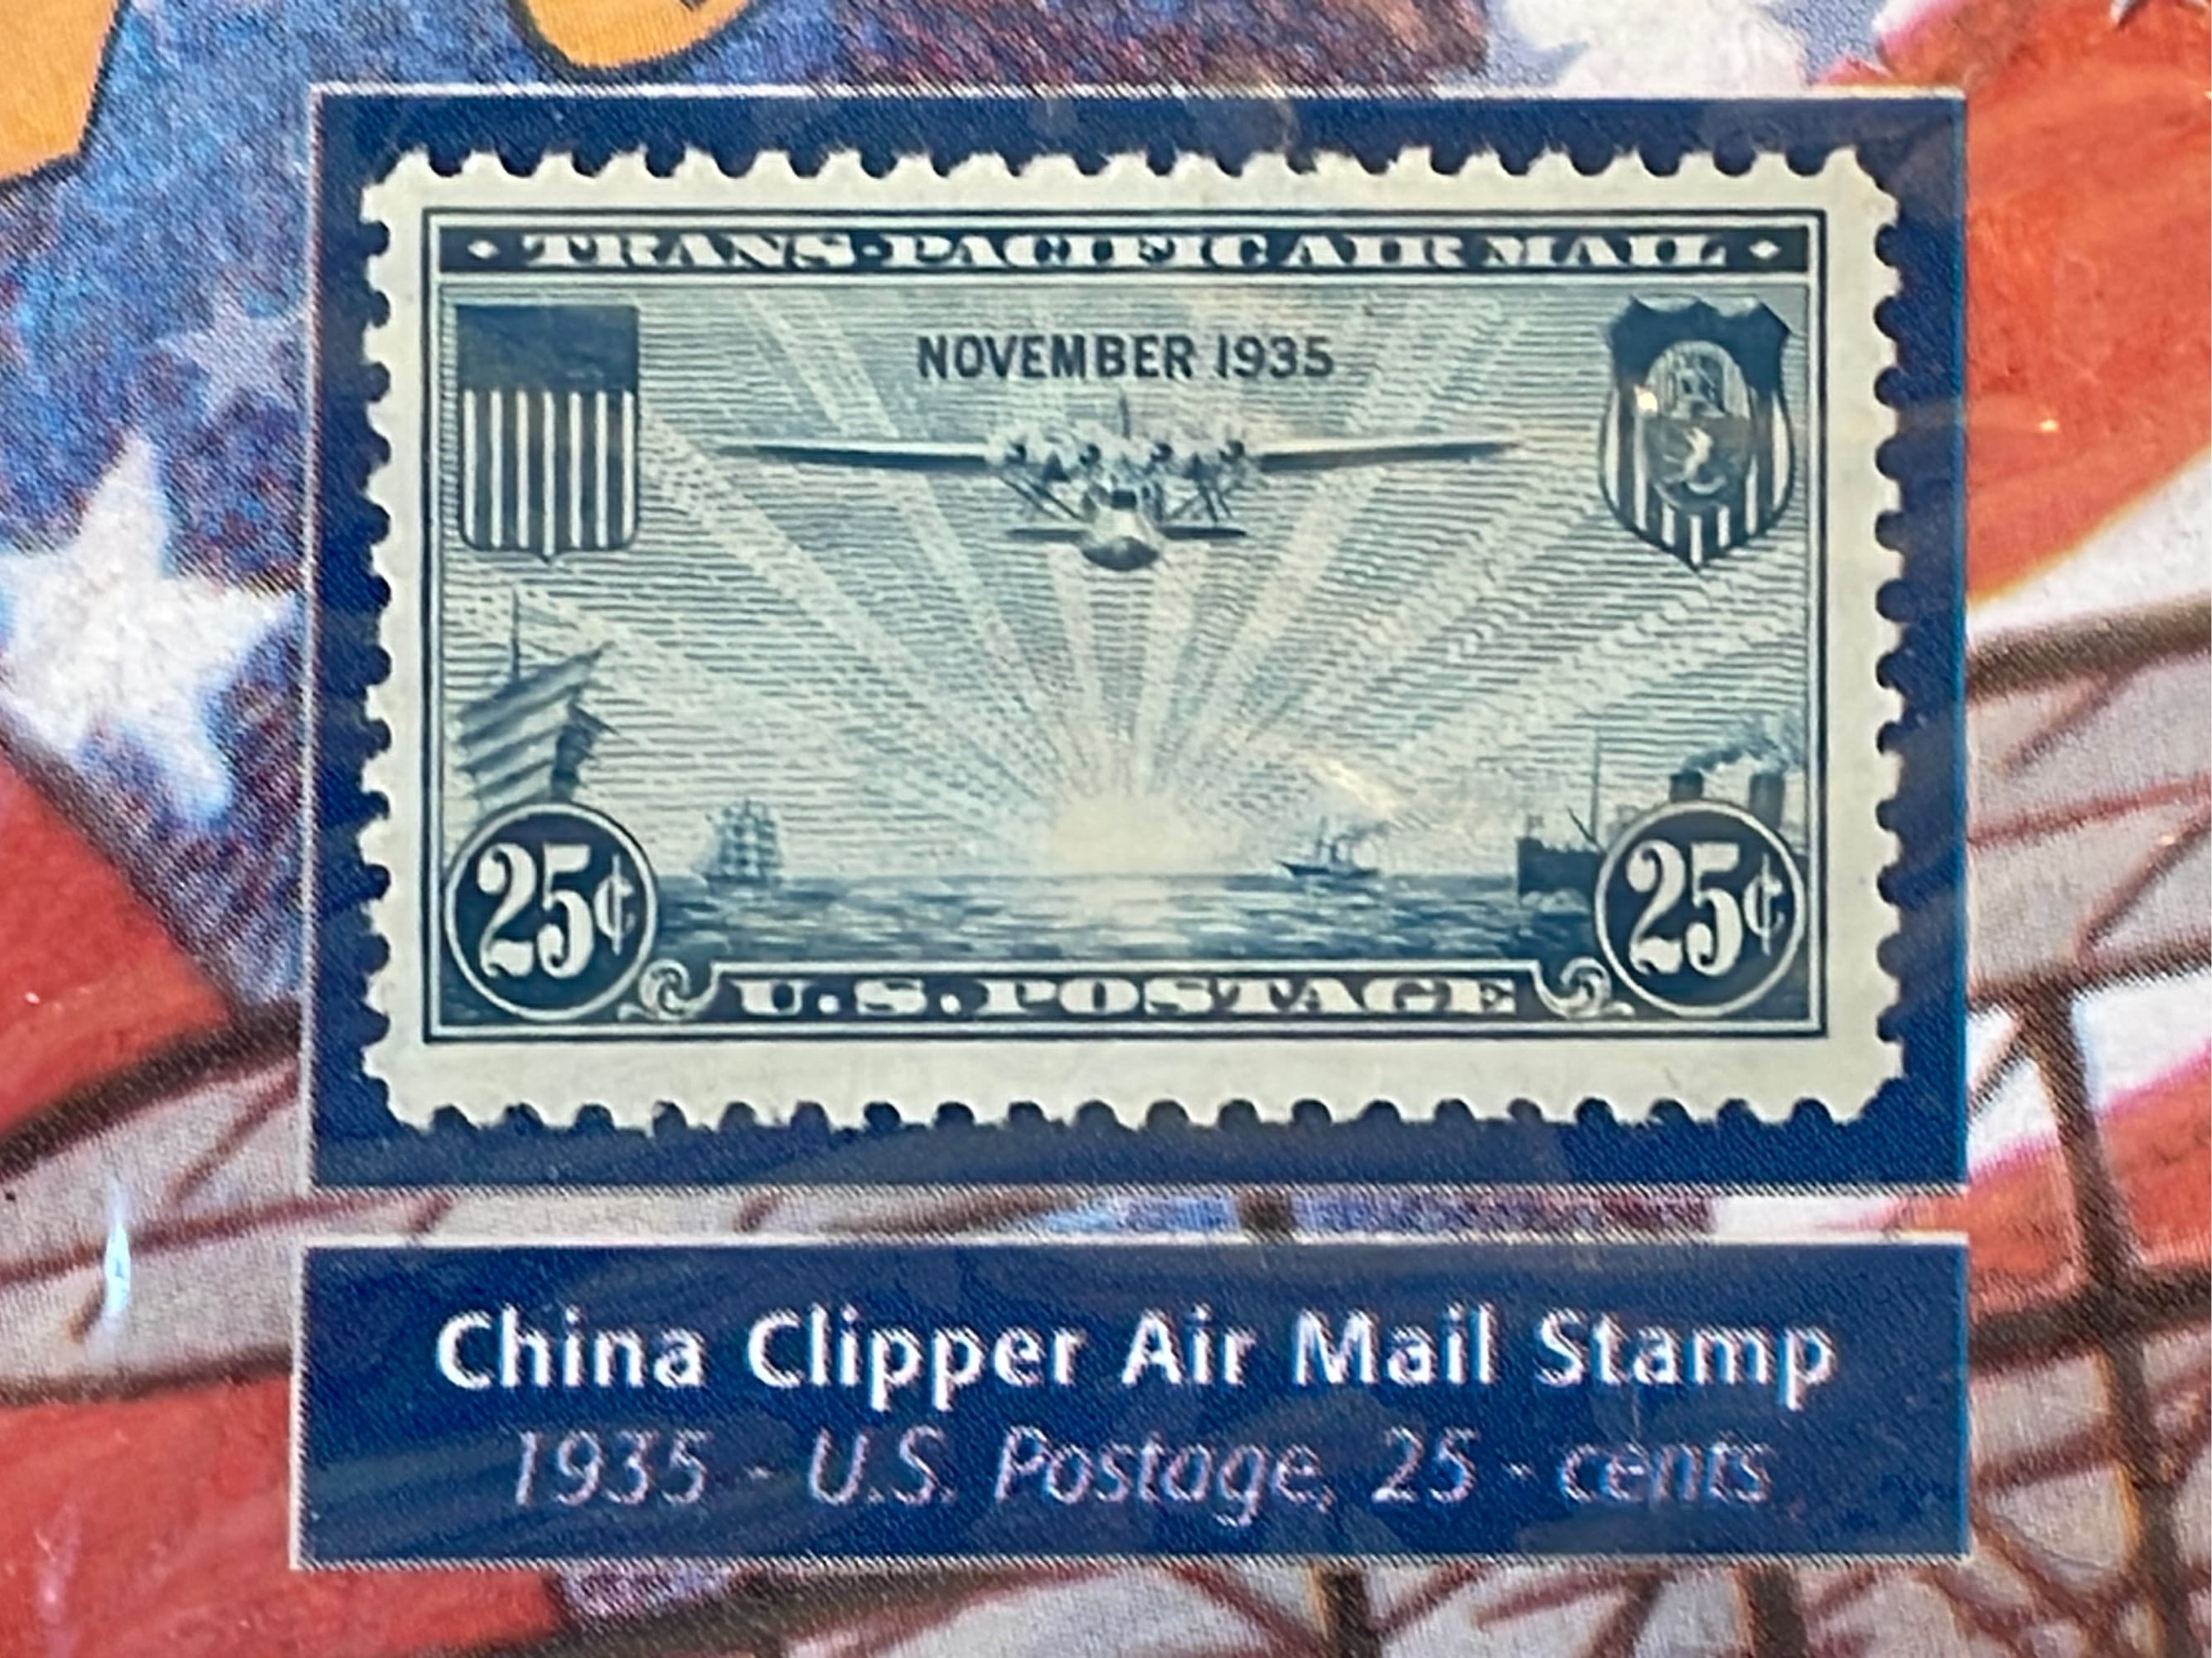 TRANS-PACIFIC AIR MAIL
NOVEMBER 1935
25¢ 25¢
U.S. POSTAGE
China Clipper Air Mail Stamp
1935 - U.S. Postage, 25 - cents